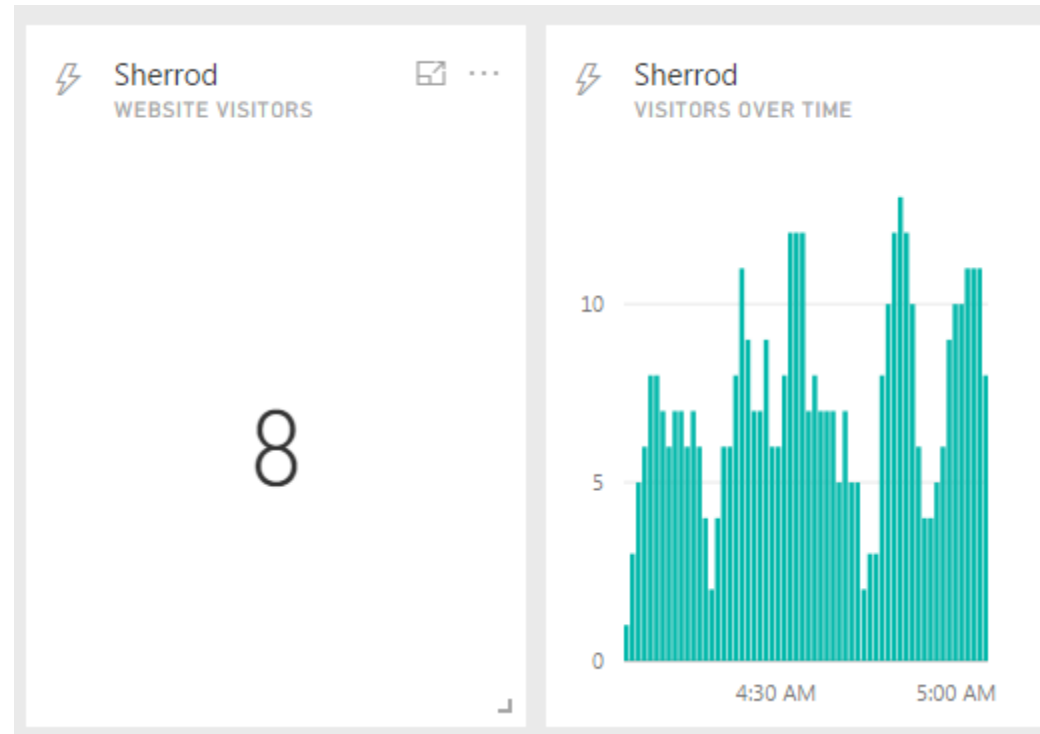 Sherrod
WEBSITE VISITORS
8
Sherrod
VISITORS OVER TIME
10
5
0
4:30 AM
5:00 AM